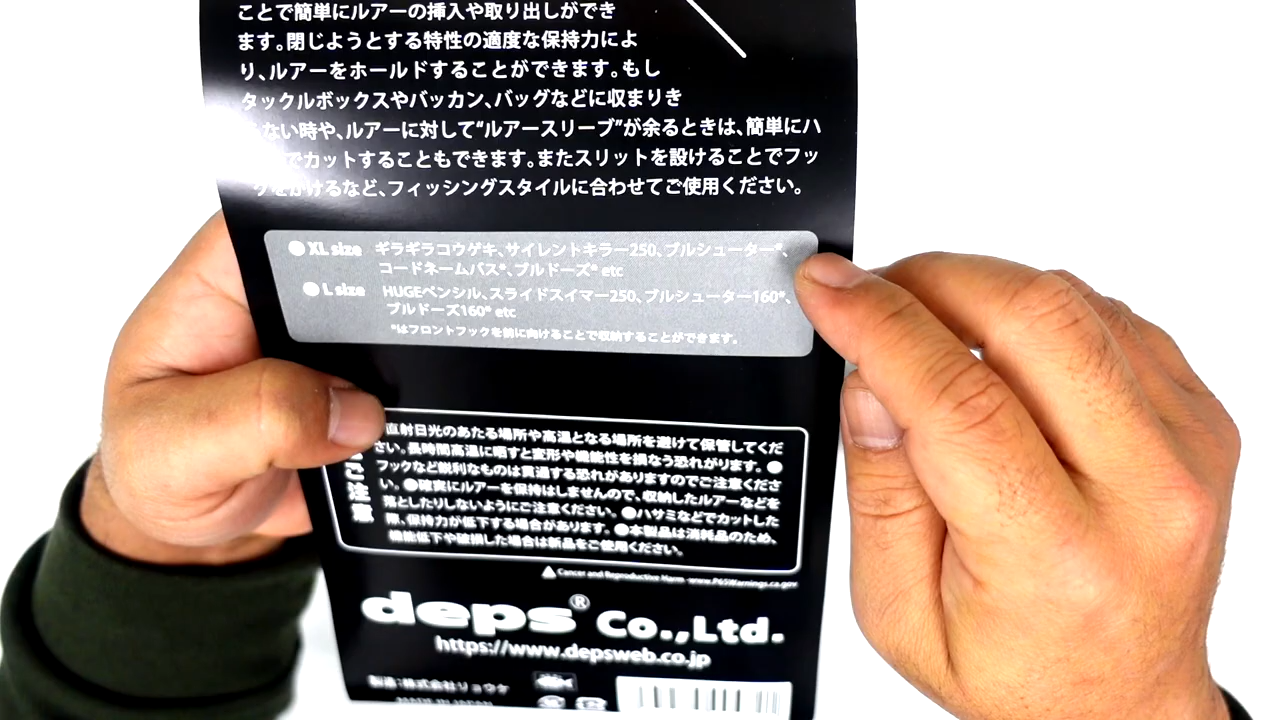 ことで簡単にルアーの挿入や取り出しができ
ます。閉じようとする特性の適度な保持力によ
り、ルアーをホールドすることができます。もし
タックルボックスやバッカン、バッグなどに収まりき
ない時や、ルアーに対して“ルアースリーブ”が余るときは、簡単にハ
でカットすることもできます。またスリットを設けることでフッ
クをかけるなど、フィッシングスタイルに合わせてご使用ください。
●XL size ギラギラコウゲキ、サイレントキラー250、ブルシューター*、
コードネームバス*、ブルドーズ* etc
●L size HUGEペンシル、スライドスイマー250、ブルシューター160*、
ブルドーズ160* etc
*はフロントフックを前に向けることで収納することができます。
ご注意
直射日光のあたる場所や高温となる場所を避けて保管してくだ
さい。長時間高温に晒すと変形や機能性を損なう恐れがります。●
フックなど鋭利なものは貫通する恐れがありますのでご注意くださ
い。●確実にルアーを保持はしませんので、収納したルアーなどを
落としたりしないようにご注意ください。●ハサミなどでカットした
際、保持力が低下する場合があります。●本製品は消耗品のため、
機能低下や破損した場合は新品をご使用ください。
Cancer and Reproductive Harm -www.P65Warnings.ca.gov
deps® Co.,Ltd.
https://www.depsweb.co.jp
製造:株式会社リョウケ
MADE IN JAPAN